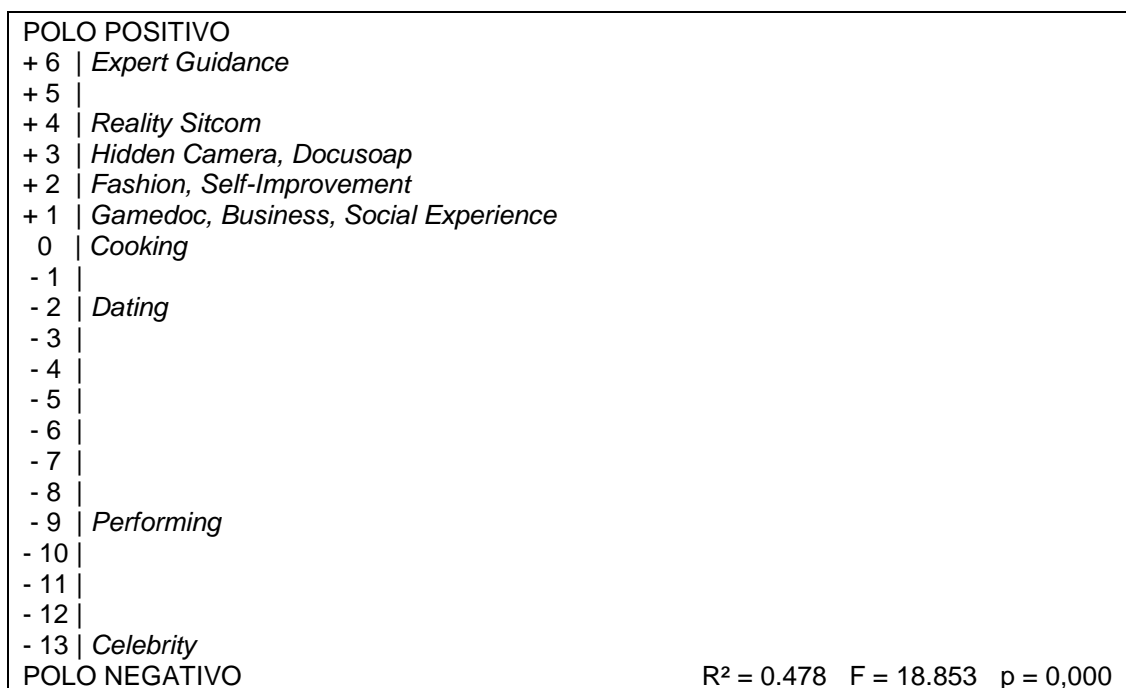 POLO POSITIVO
+ 6 | Expert Guidance
+ 5 |
+ 4 | Reality Sitcom
+ 3 | Hidden Camera, Docusoap
+ 2 | Fashion, Self-Improvement
+ 1 | Gamedoc, Business, Social Experience
0 | Cooking
- 1 |
- 2 | Dating
- 3 |
- 4 |
- 5 |
- 6 |
- 7 |
- 8 |
- 9 | Performing
- 10 |
- 11 |
- 12 |
- 13 | Celebrity
POLO NEGATIVO R² = 0.478 F = 18.853 p = 0,000